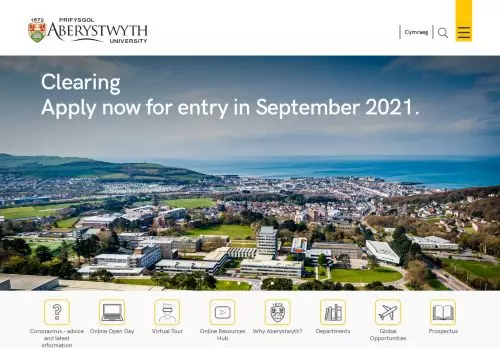 1872
PRIFYSGOL
ABERYSTWYTH
UNIVERSITY
Cymraeg
Clearing
Apply now for entry in September 2021.
Coronavirus - advice
and latest
information
Online Open Day
Virtual Tour
Online Resources
Hub
Why Aberystwyth?
Departments
Global
Opportunities
Prospectus